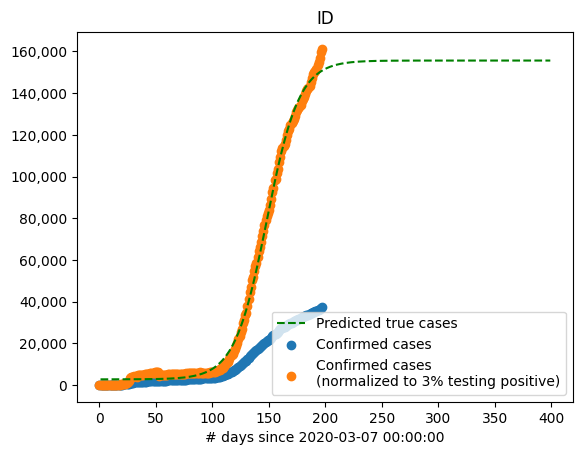 ID
160,000
140,000
120,000
100,000
80,000
60,000
40,000
20,000
0
Predicted true cases
Confirmed cases
Confirmed cases
(normalized to 3% testing positive)
0 50 100 150 200 250 300 350 400
# days since 2020-03-07 00:00:00